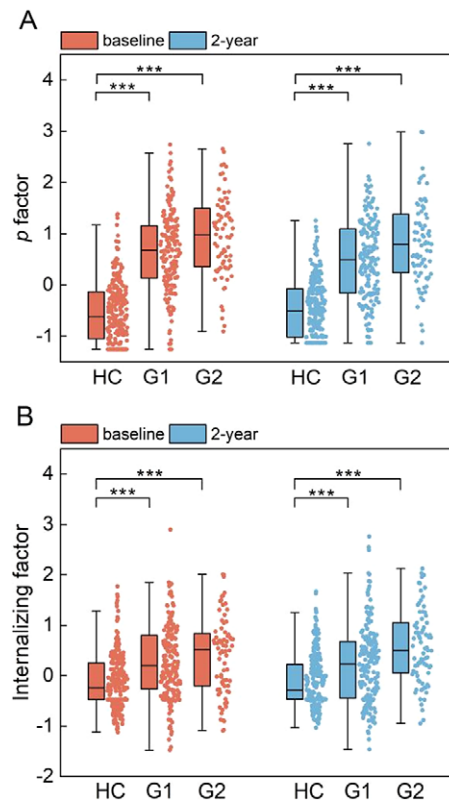 A
baseline 2-year
4
*** ***
*** ***
3
2
p factor
1
0
-1
HC G1 G2 HC G1 G2
B
baseline 2-year
4
*** ***
*** ***
3
2
Internalizing factor
1
0
-1
-2
HC G1 G2 HC G1 G2